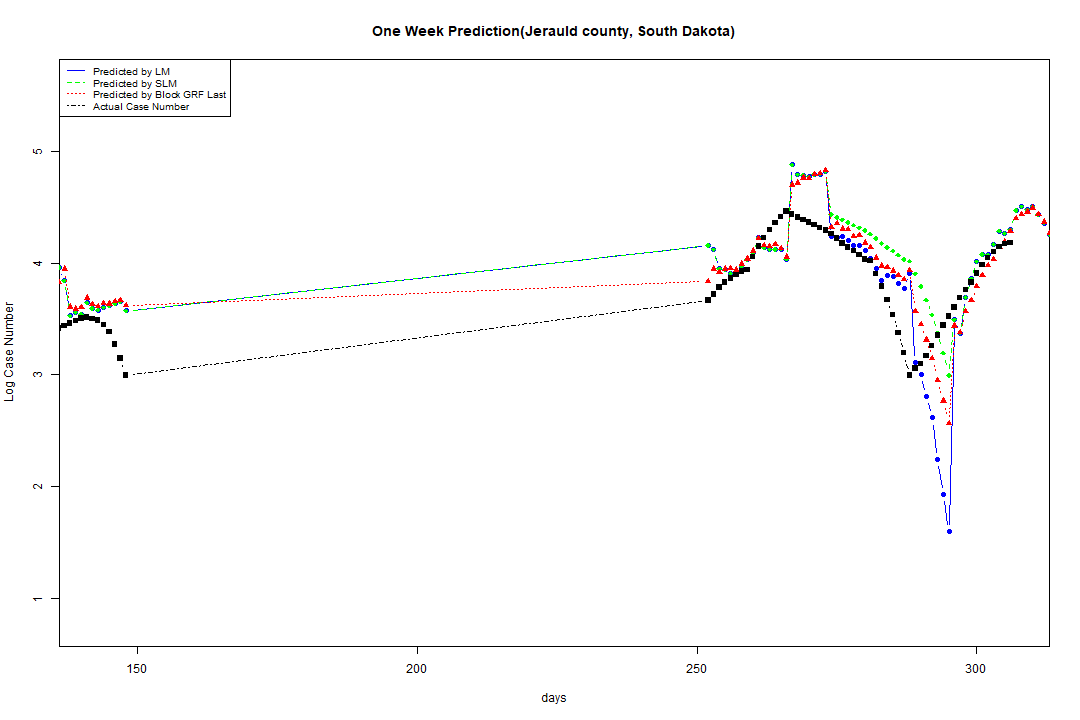 One Week Prediction(Jerauld county, South Dakota)
Predicted by LM
Predicted by SLM
Predicted by Block GRF Last
Actual Case Number
5
4
3
2
1
Log Case Number
150 200 250 300
days